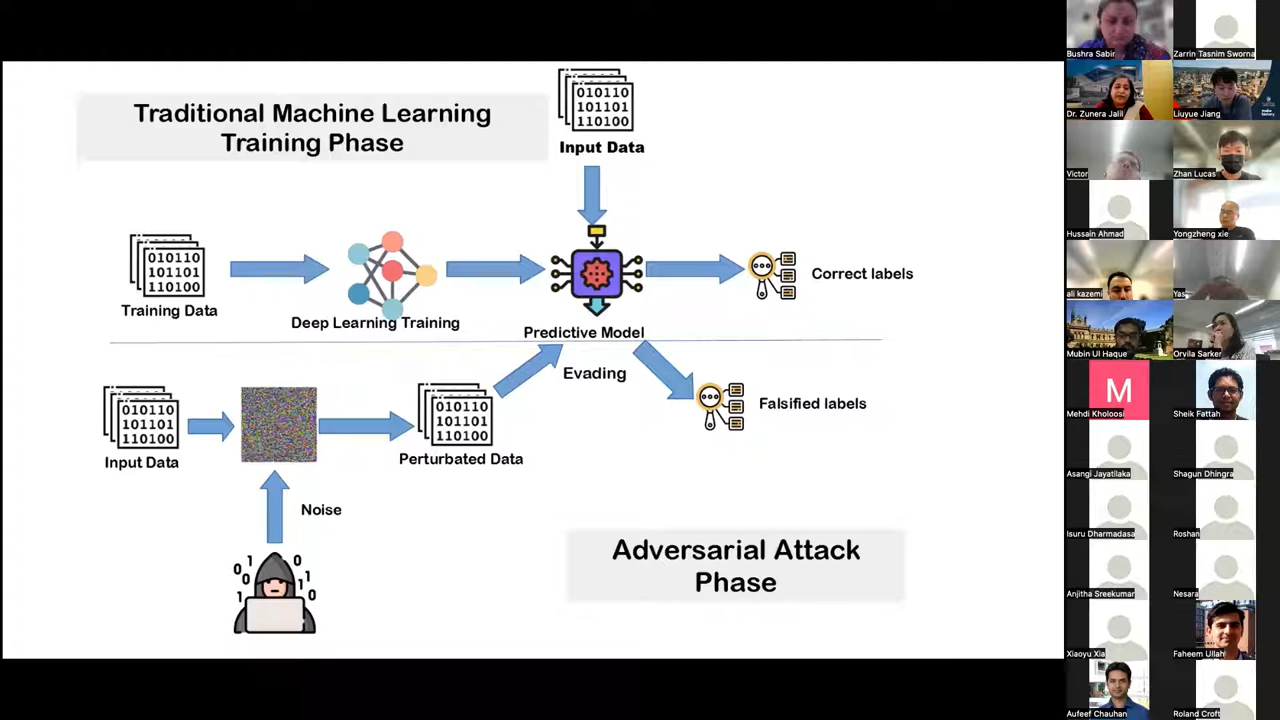 Traditional Machine Learning
Training Phase
010110
101101
110100
Input Data
010110
101101
110100
Training Data
Deep Learning Training
Predictive Model
Correct labels
010110
101101
110100
Input Data
010110
101101
110100
Perturbated Data
Evading
Falsified labels
Noise
Adversarial Attack
Phase
Bushra Sabir
Zarrin Tasnim Sworna
Dr. Zunera Jalil
Liuyue Jiang
Victor
Zhan Lucas
Hussain Ahmad
Yongzheng xie
ali kazemi
Yas
Mubin Ul Haque
Orvila Sarker
M
Mehdi Kholoosi
Sheik Fattah
Asangi Jayatilaka
Shagun Dhingra
Isuru Dharmadasa
Roshan
Anjitha Sreekumar
Nesara
Xiaoyu Xia
Faheem Ullah
Aufeef Chauhan
Roland Croft